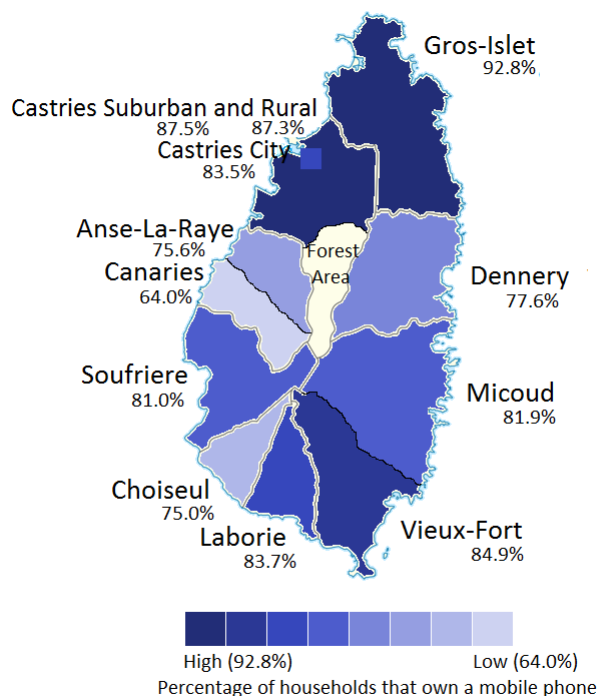 Gros-Islet
92.8%
Castries Suburban and Rural
87.5% 87.3%
Castries City
83.5%
Anse-La-Raye
75.6%
Forest
Area
Canaries
64.0%
Dennery
77.6%
Soufriere
81.0%
Micoud
81.9%
Choiseul
75.0%
Laborie
83.7%
Vieux-Fort
84.9%
High (92.8%) Low (64.0%)
Percentage of households that own a mobile phone